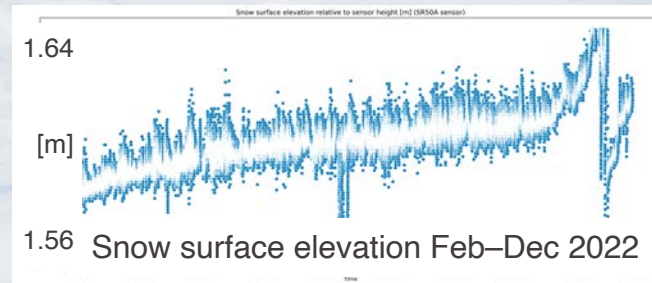 Snow surface elevation relative to sensor height [m] (SR50A sensor)
1.64
[m]
1.56 Snow surface elevation Feb–Dec 2022
Time